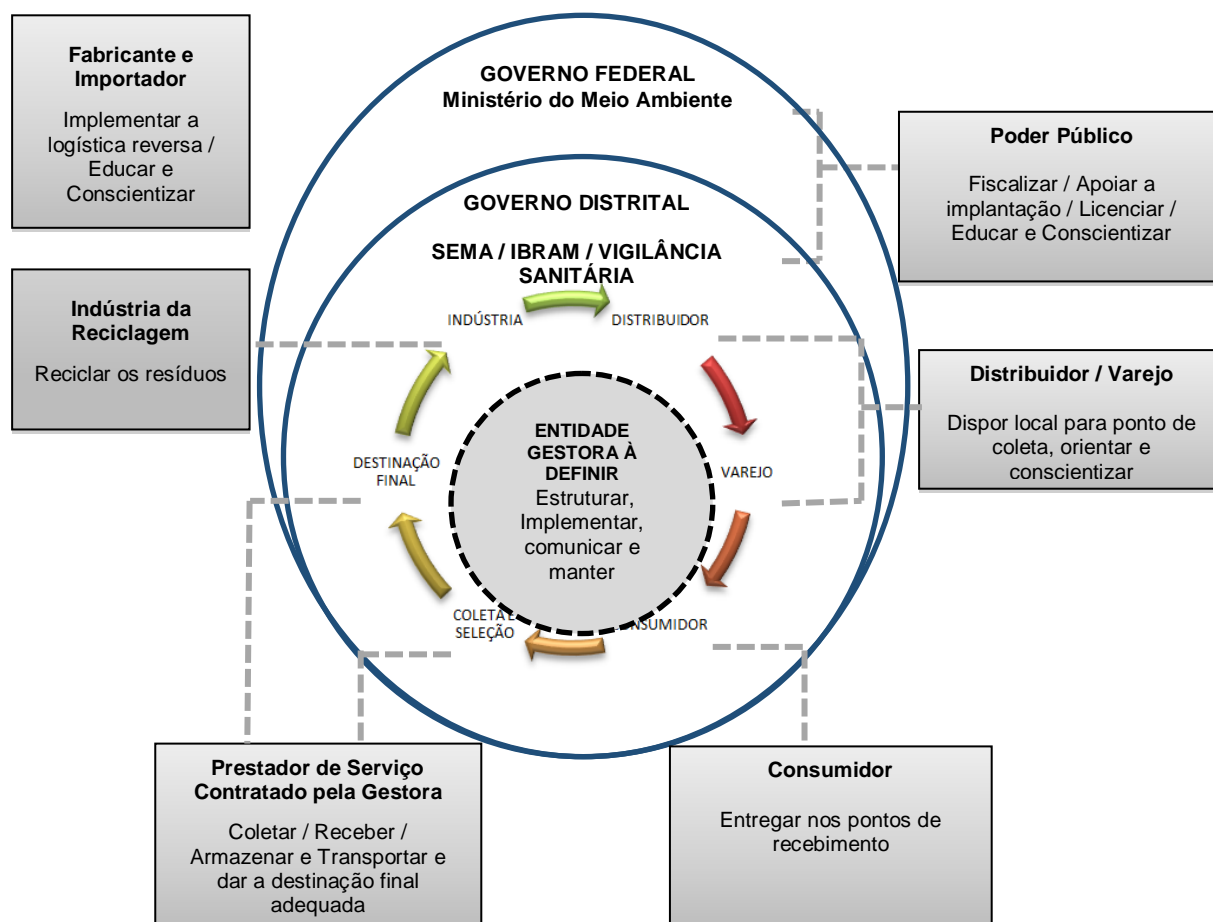 Fabricante e
Importador
Implementar a
logística reversa /
Educar e
Conscientizar
GOVERNO FEDERAL
Ministério do Meio Ambiente
Poder Público
Fiscalizar / Apoiar a
implantação / Licenciar /
Educar e Conscientizar
GOVERNO DISTRITAL
SEMA / IBRAM / VIGILÂNCIA
SANITÁRIA
Indústria da
Reciclagem
Reciclar os resíduos
INDÚSTRIA
DISTRIBUIDOR
Distribuidor / Varejo
Dispor local para ponto de
coleta, orientar e
conscientizar
ENTIDADE
GESTORA À
DEFINIR
Estruturar,
Implementar,
comunicar e
manter
DESTINAÇÃO
FINAL
VAREJO
COLETA E
SELEÇÃO
ONSUMIDOR
Prestador de Serviço
Contratado pela Gestora
Coletar / Receber /
Armazenar e Transportar e
dar a destinação final
adequada
Consumidor
Entregar nos pontos de
recebimento